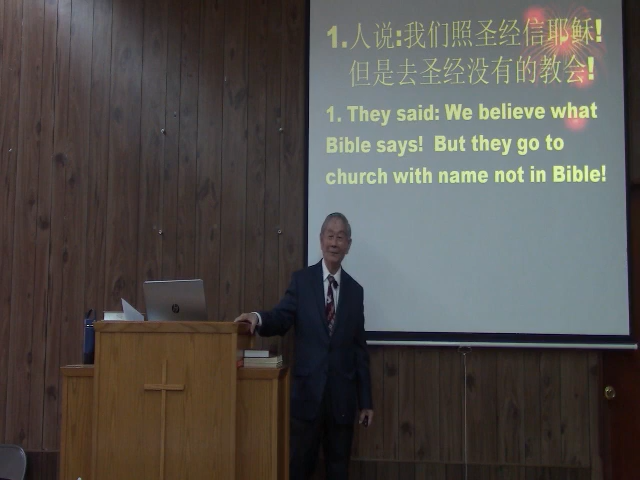 1.人说:我们照圣经信耶稣!
但是去圣经没有的教会!
1. They said: We believe what
Bible says!  But they go to
church with name not in Bible!